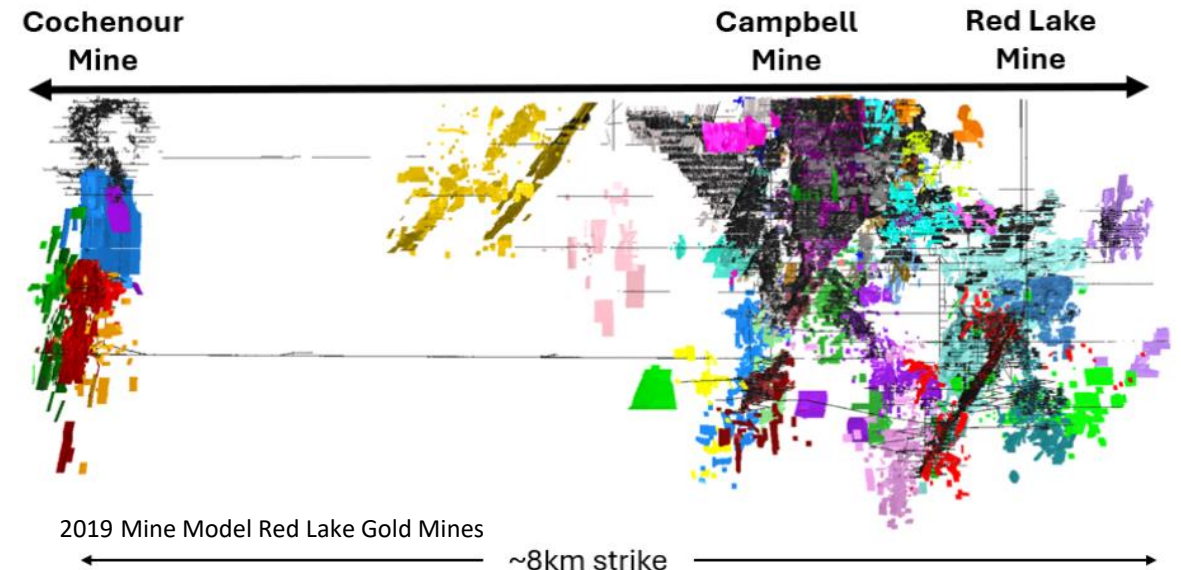 Cochenour
Mine
Campbell
Mine
Red Lake
Mine
2019 Mine Model Red Lake Gold Mines
~8km strike